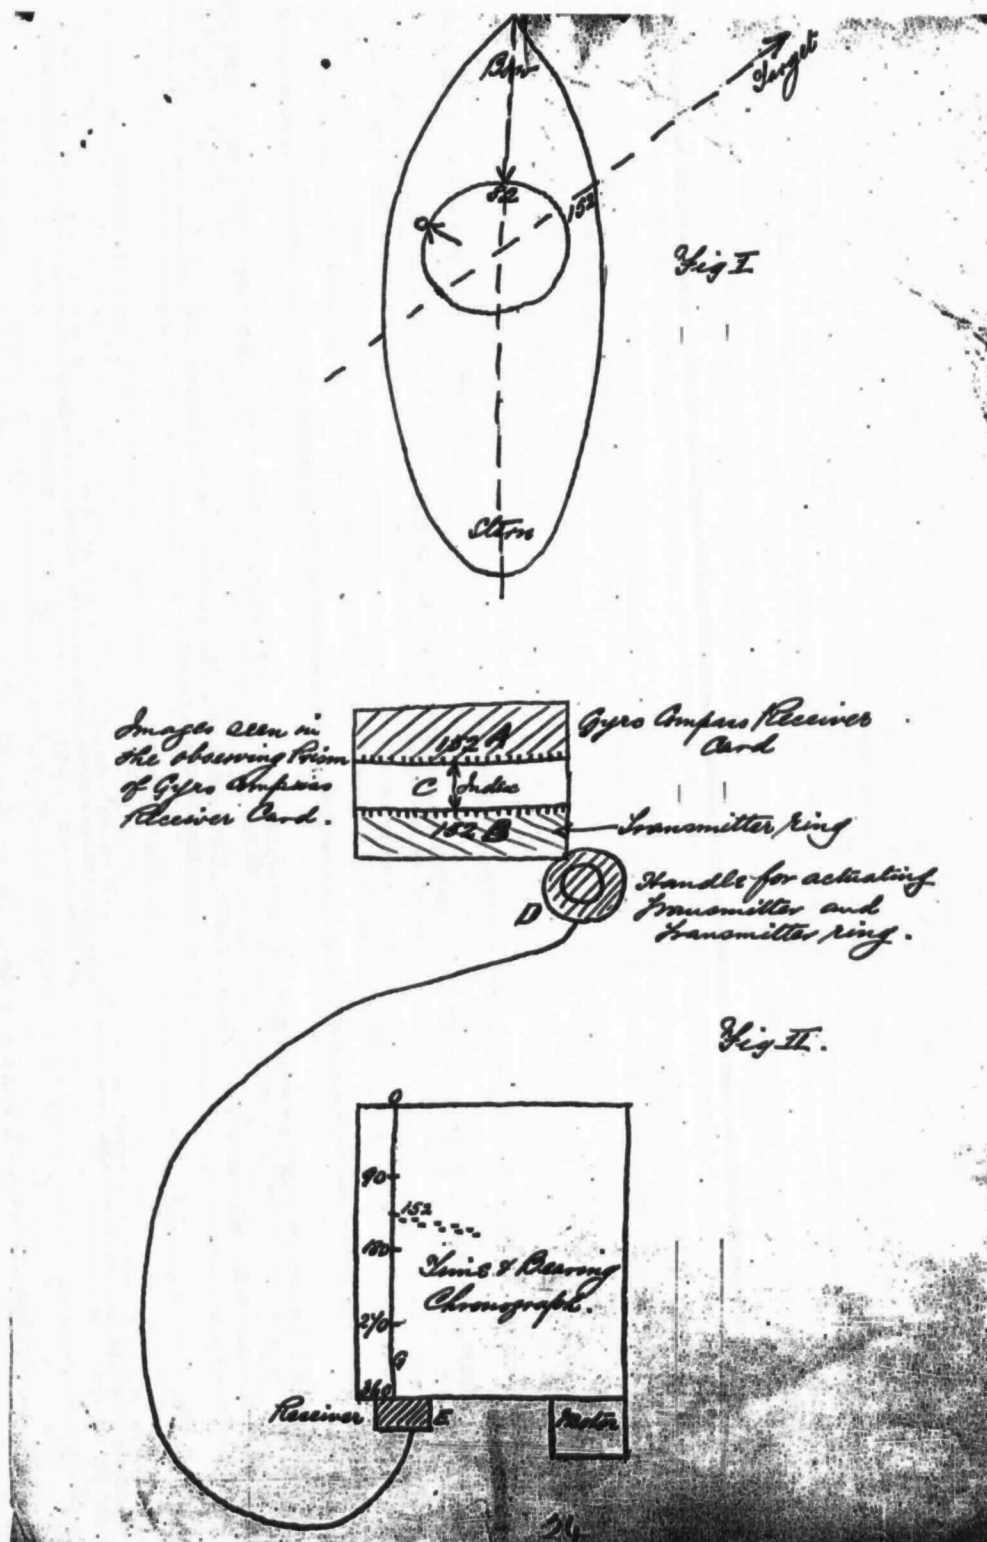 Bow
Target
82
152
0
Fig I
Stern
Images seen in
the observing Prism
of Gyro Compass
Receiver Card.
152 A
C Index
152 B
Gyro Compass Receiver
Card
Transmitter ring
D
Handle for actuating
Transmitter and
Transmitter ring.
Fig II.
0
90
152
180
Time & Bearing
Chronograph.
270
G
360
Receiver E
Motor